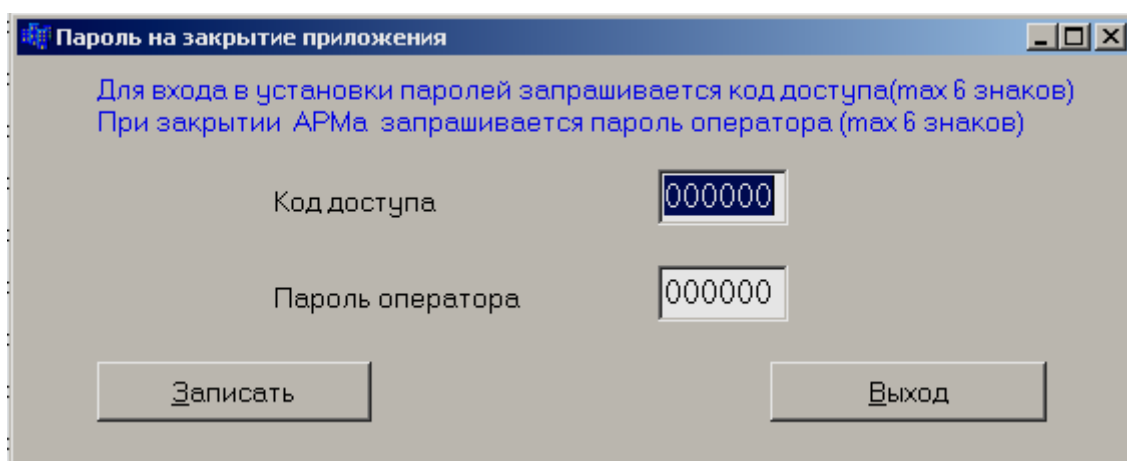 Пароль на закрытие приложения
Для входа в установки паролей запрашивается код доступа(max 6 знаков)
При закрытии АРМа запрашивается пароль оператора (max 6 знаков)
Код доступа 000000
Пароль оператора 000000
Записать Выход